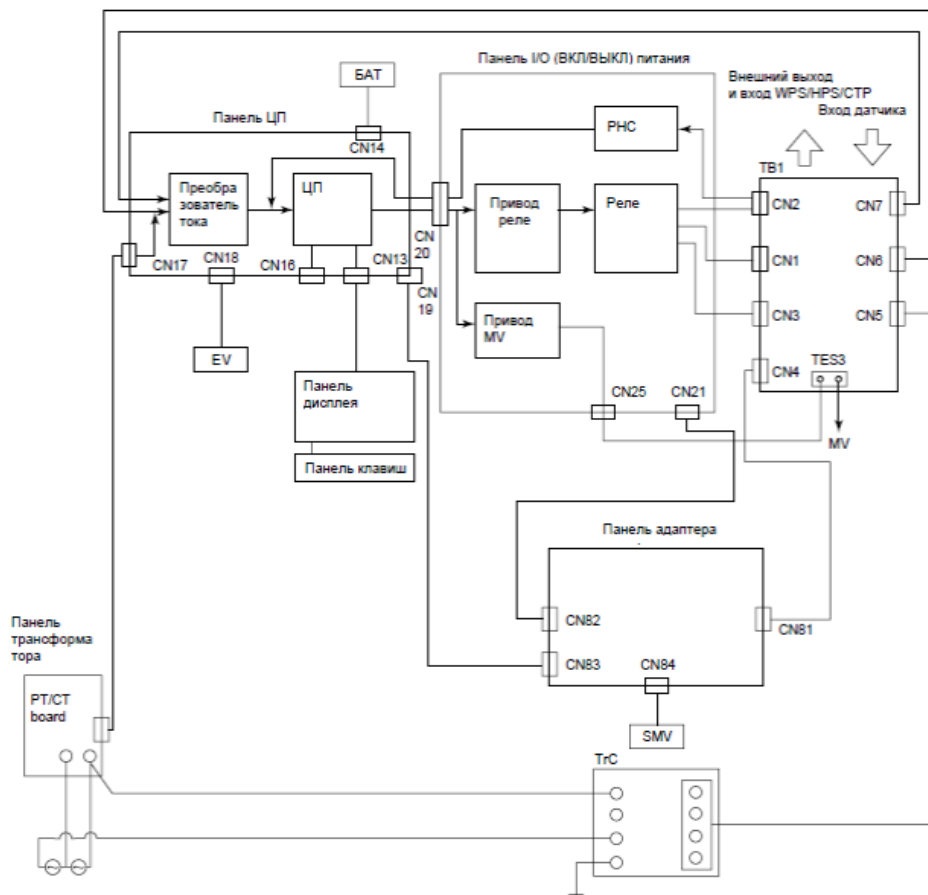 Панель I/O (ВКЛ/ВЫКЛ) питания
БАТ
Внешний выход
и вход WPS/HPS/CTP
Вход датчика
Панель ЦП
CN14
РНС
TB1
Преобра
зователь
тока
ЦП
Привод
реле
Реле
CN2
CN7
CN
20
CN17
CN18
CN16
CN13
CN1
CN6
CN
19
Привод
MV
CN3
CN5
EV
TES3
CN4
Панель
дисплея
CN25
CN21
MV
Панель клавиш
Панель адаптера
Панель
трансформа
тора
CN82
CN81
CN83
CN84
PT/CT
board
SMV
TrC